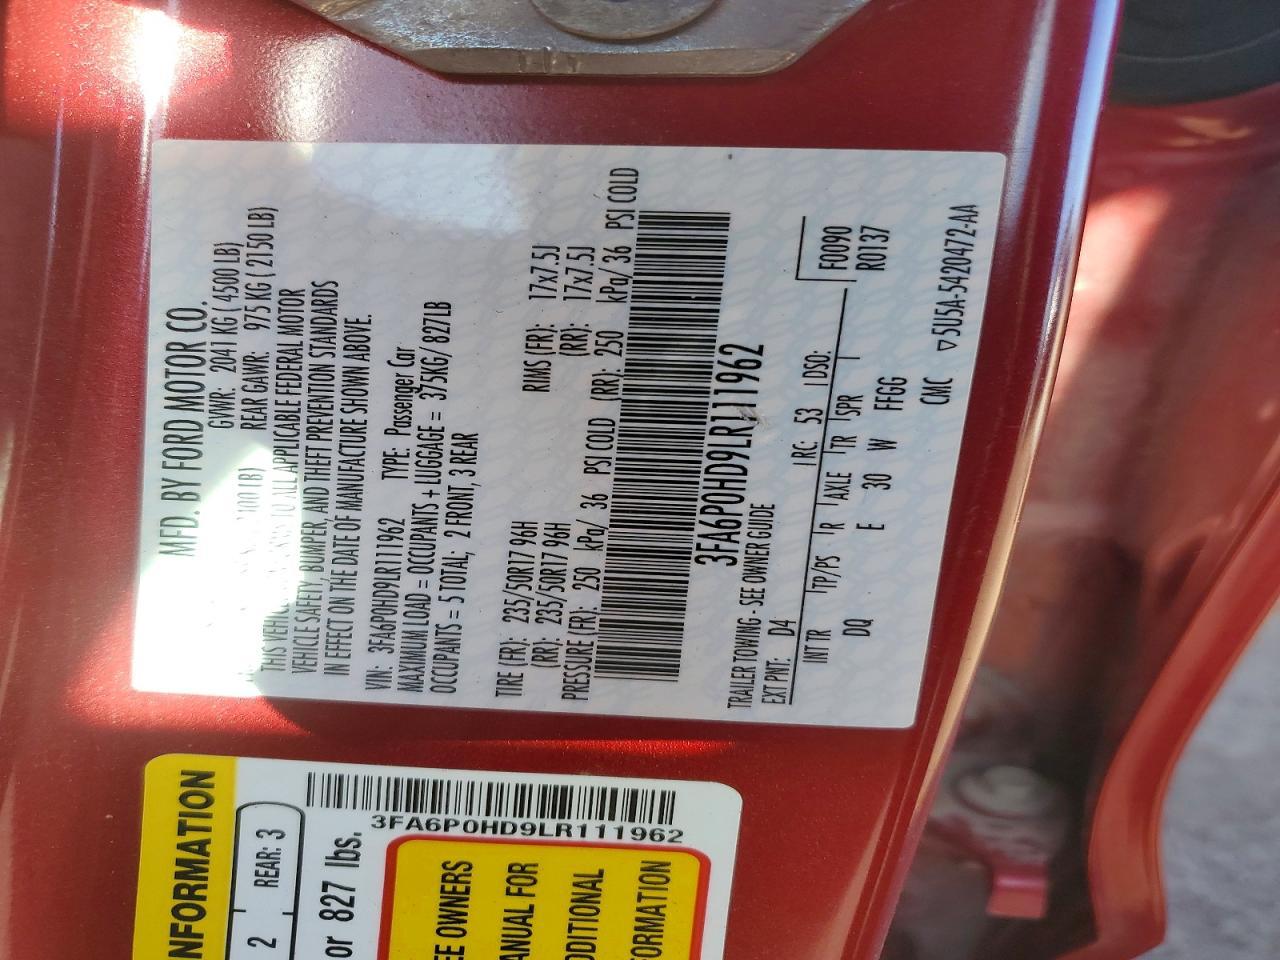 MFD. BY FORD MOTOR CO.
GVWR: 2041 KG ( 4500 LB)
REAR GAWR: 975 KG ( 2150 LB)
THIS APPLICABLE FEDERAL MOTOR
VEHICLE SAFETY, BUMPER, AND THEFT PREVENTION STANDARDS
IN EFFECT ON THE DATE OF MANUFACTURE SHOWN ABOVE.
VIN: 3FA6P0HD9LR111962 TYPE: Passenger Car
MAXIMUM LOAD = OCCUPANTS + LUGGAGE = 375KG/ 827LB
OCCUPANTS = 5 TOTAL; 2 FRONT, 3 REAR
TIRE (FR): 235/50R17 96H RIMS (FR): 17x7.5J
(RR): 235/50R17 96H (RR): 17x7.5J
PRESSURE (FR): 250 kPa/ 36 PSI COLD (RR): 250 kPa/ 36 PSI COLD
3FA6P0HD9LR111962
TRAILER TOWING - SEE OWNER GUIDE
EXT PNT: D4 RC: 53 DSO:
F0090
INT TR TP/PS R AXLE TR SPR
R0137
DQ E 30 W FFGG
CMC ▽5U5A-5420472-AA
NFORMATION
2 REAR: 3
or 827 lbs.
3FA6P0HD9LR111962
EE OWNERS
ANUAL FOR
DDITIONAL
FORMATION